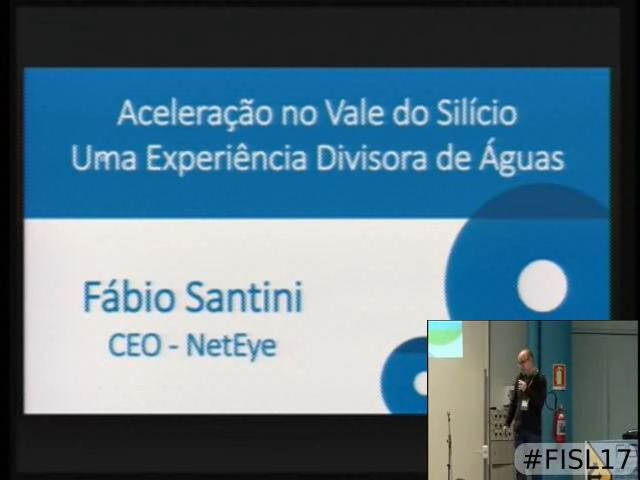 Aceleração no Vale do Silício
Uma Experiência Divisora de Águas
Fábio Santini
CEO - NetEye
#FISL17